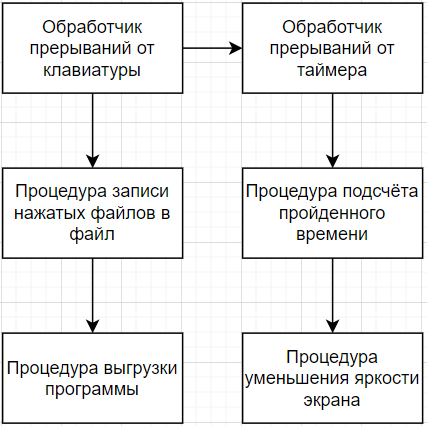 Обработчик
прерываний от
клавиатуры
Обработчик
прерываний от
таймера
Процедура записи
нажатых файлов в
файл
Процедура подсчёта
пройденного
времени
Процедура выгрузки
программы
Процедура
уменьшения яркости
экрана